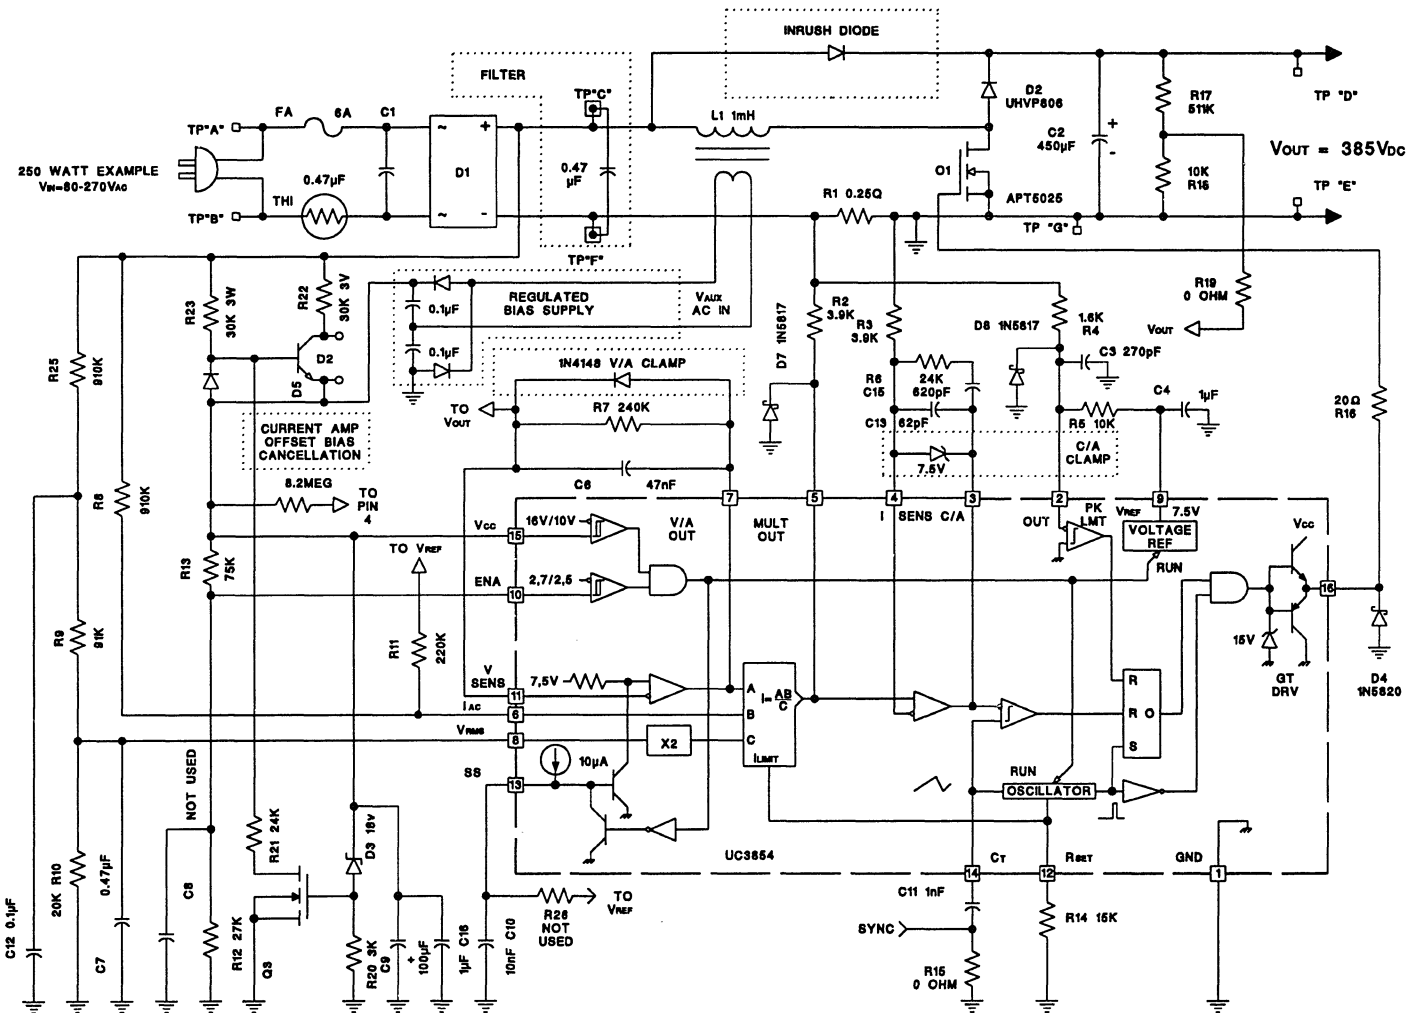 INRUSH DIODE
FILTER
TP"C"
D2
UHVP806
R17
511K
TP "D"
FA
6A
C1
L1 1mH
TP"A"
C2
450µF
+
-
VOUT = 385VDC
250 WATT EXAMPLE
VIN=80-270VAC
~
+
D1
~
-
0.47
µF
O1
APT5025
10K
R18
TP "E"
0.47µF
THI
TP"B"
R1 0.25Ω
TP "G"
TP"F"
R23
30K 3W
R22
30K 3V
0.1µF
REGULATED
BIAS SUPPLY
VAUX
AC IN
0.1µF
D7 1N5817
R2
3.9K
R3
3.9K
D8 1N5817
1.6K
R4
R19
0 OHM
VOUT
R25
910K
D2
D5
1N4148 V/A CLAMP
C3 270pF
R6
C15
24K
620pF
C4
1µF
TO
VOUT
R7 240K
C13
62pF
R5 10K
20Ω
R16
CURRENT AMP
OFFSET BIAS
CANCELLATION
C/A
CLAMP
7.5V
R8
910K
8.2MEG
TO
PIN
4
C6
47nF
7
5
4
3
2
9
VCC
15
16V/10V
V/A
OUT
MULT
OUT
I
SENS C/A
OUT
PK
LMT
VREF
7.5V
VOLTAGE
REF
VCC
TO VREF
R13
75K
ENA
10
2,7/2,5
RUN
16
R9
91K
R11
220K
15V
GT
DRV
D4
1N5820
V
SENS
11
7,5V
A
I= AB
C
B
C
ILIMIT
R
R O
S
IAC
6
VRMS
8
X2
NOT USED
SS
13
10µA
RUN
OSCILLATOR
R21 24K
D3 18v
UC3854
CT
RSET
GND
14
12
1
C12 0.1µF
20K R10
0.47µF
C7
C8
R12 27K
Q3
R20 3K
C9
+
100µF
1µF C16
10nF C10
R26
NOT
USED
TO
VREF
C11 1nF
SYNC
R14 15K
R15
0 OHM